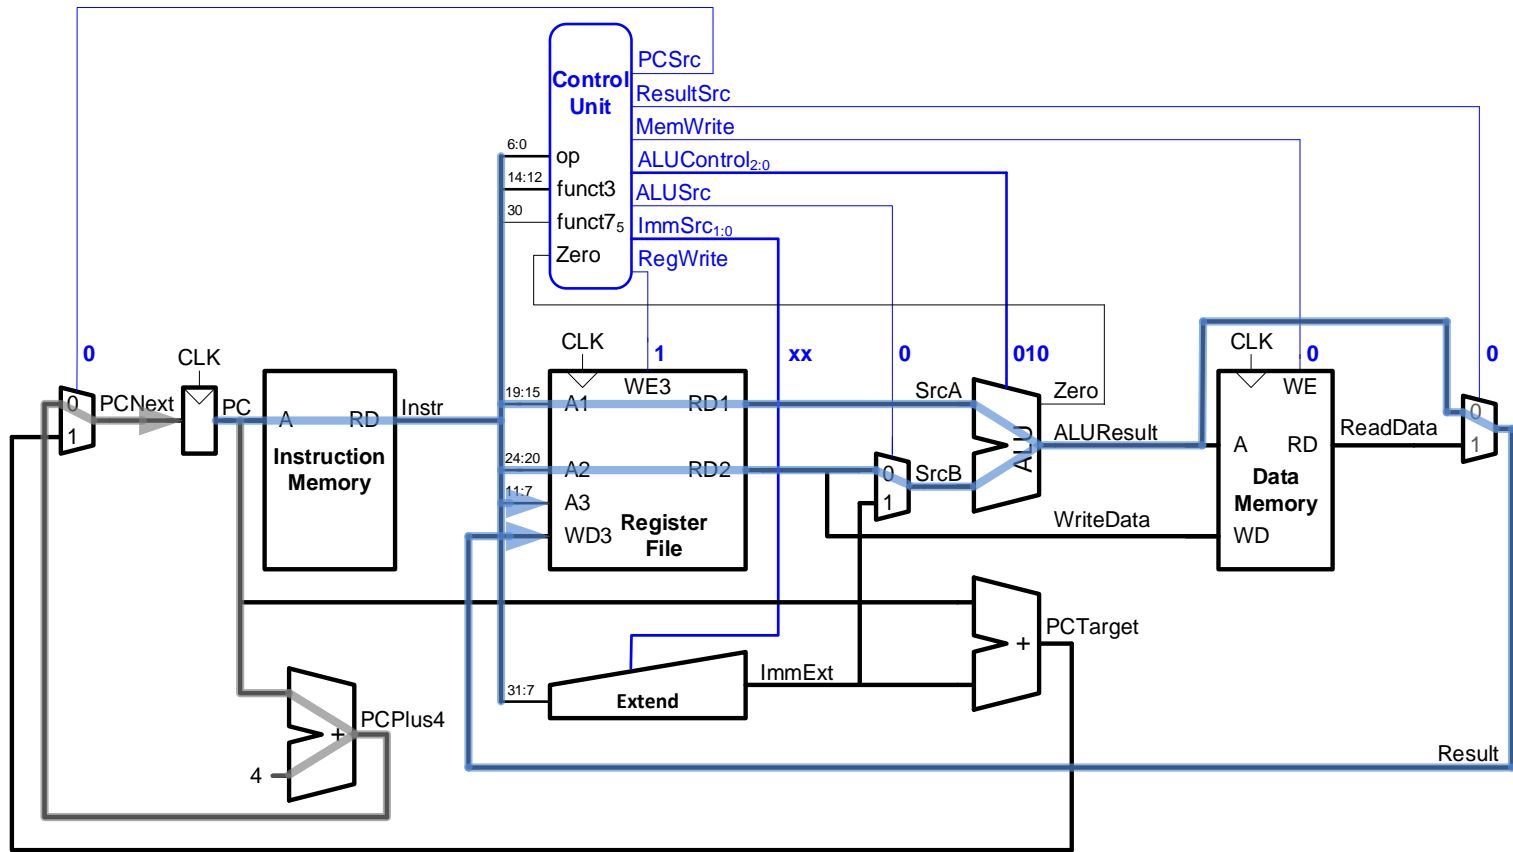 PCSrc
Control
Unit
ResultSrc
MemWrite
6:0
op
ALUControl2:0
14:12
funct3
ALUSrc
30
funct75
ImmSrc1:0
Zero
RegWrite
0
CLK
CLK
1
xx
0
010
CLK
0
0
0
PCNext
PC
A
RD
Instr
19:15
A1
WE3
RD1
SrcA
Zero
WE
0
1
Instruction
Memory
24:20
A2
RD2
0
SrcB
ALU
ALUResult
A
RD
ReadData
1
11:7
A3
1
Data
Memory
WD3
Register
File
WriteData
WD
+
PCTarget
31:7
Extend
ImmExt
PCPlus4
+
4
Result